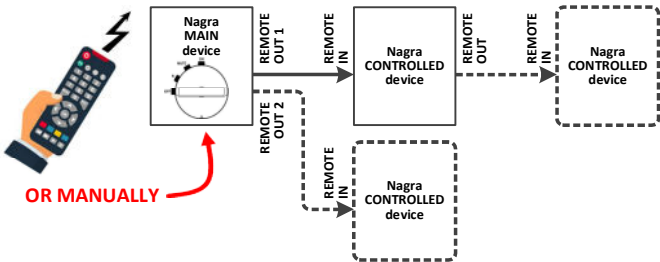 Nagra
MAIN
device
REMOTE
OUT 1
REMOTE
IN
Nagra
CONTROLLED
device
REMOTE
OUT
REMOTE
IN
Nagra
CONTROLLED
device
REMOTE
OUT 2
REMOTE
IN
Nagra
CONTROLLED
device
OR MANUALLY